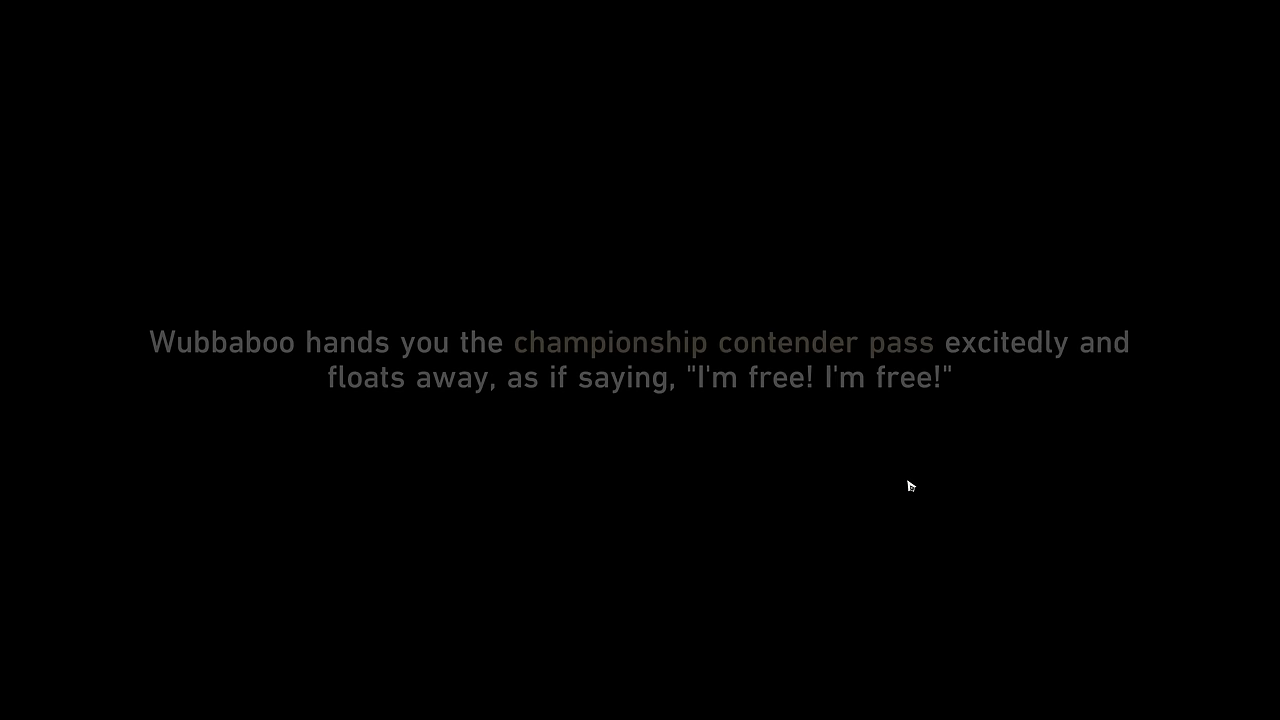 Wubbaboo hands you the championship contender pass excitedly and
floats away, as if saying, "I'm free! I'm free!"